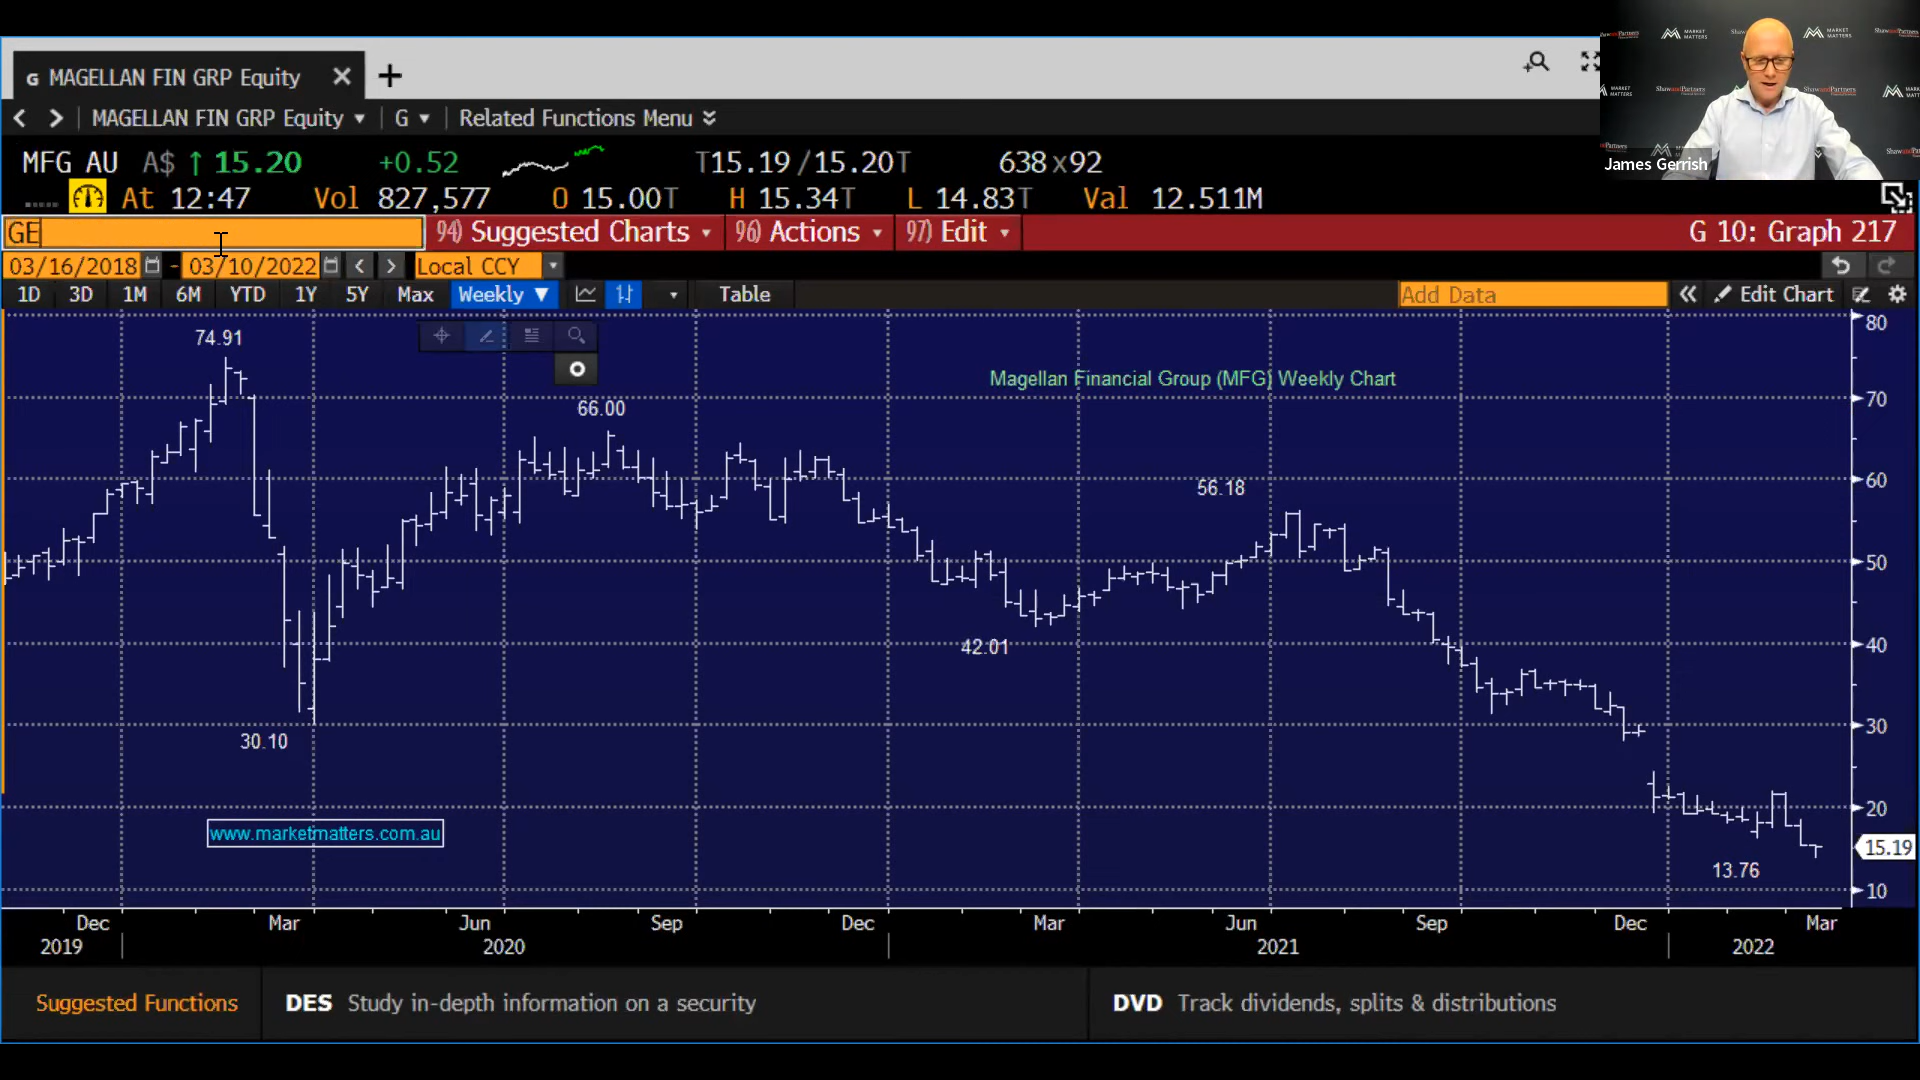 G MAGELLAN FIN GRP Equity
MAGELLAN FIN GRP Equity G Related Functions Menu
MFG AU A$ ↑ 15.20 +0.52 T15.19 /15.20T 638 x92
At 12:47 Vol 827,577 O 15.00T H 15.34T L 14.83T Val 12.511M
GE 94) Suggested Charts 96) Actions 97) Edit G 10: Graph 217
03/16/2018 - 03/10/2022 Local CCY
1D 3D 1M 6M YTD 1Y 5Y Max Weekly ▼ Table Add Data Edit Chart
MARKET MATTERS
ShawandPartners
James Gerrish
Magellan Financial Group (MFG) Weekly Chart
74.91
66.00
56.18
42.01
30.10
13.76
www.marketmatters.com.au
80
70
60
50
40
30
20
15.19
10
Dec Mar Jun Sep Dec Mar Jun Sep Dec Mar
2019 2020 2021 2022
Suggested Functions DES Study in-depth information on a security DVD Track dividends, splits & distributions